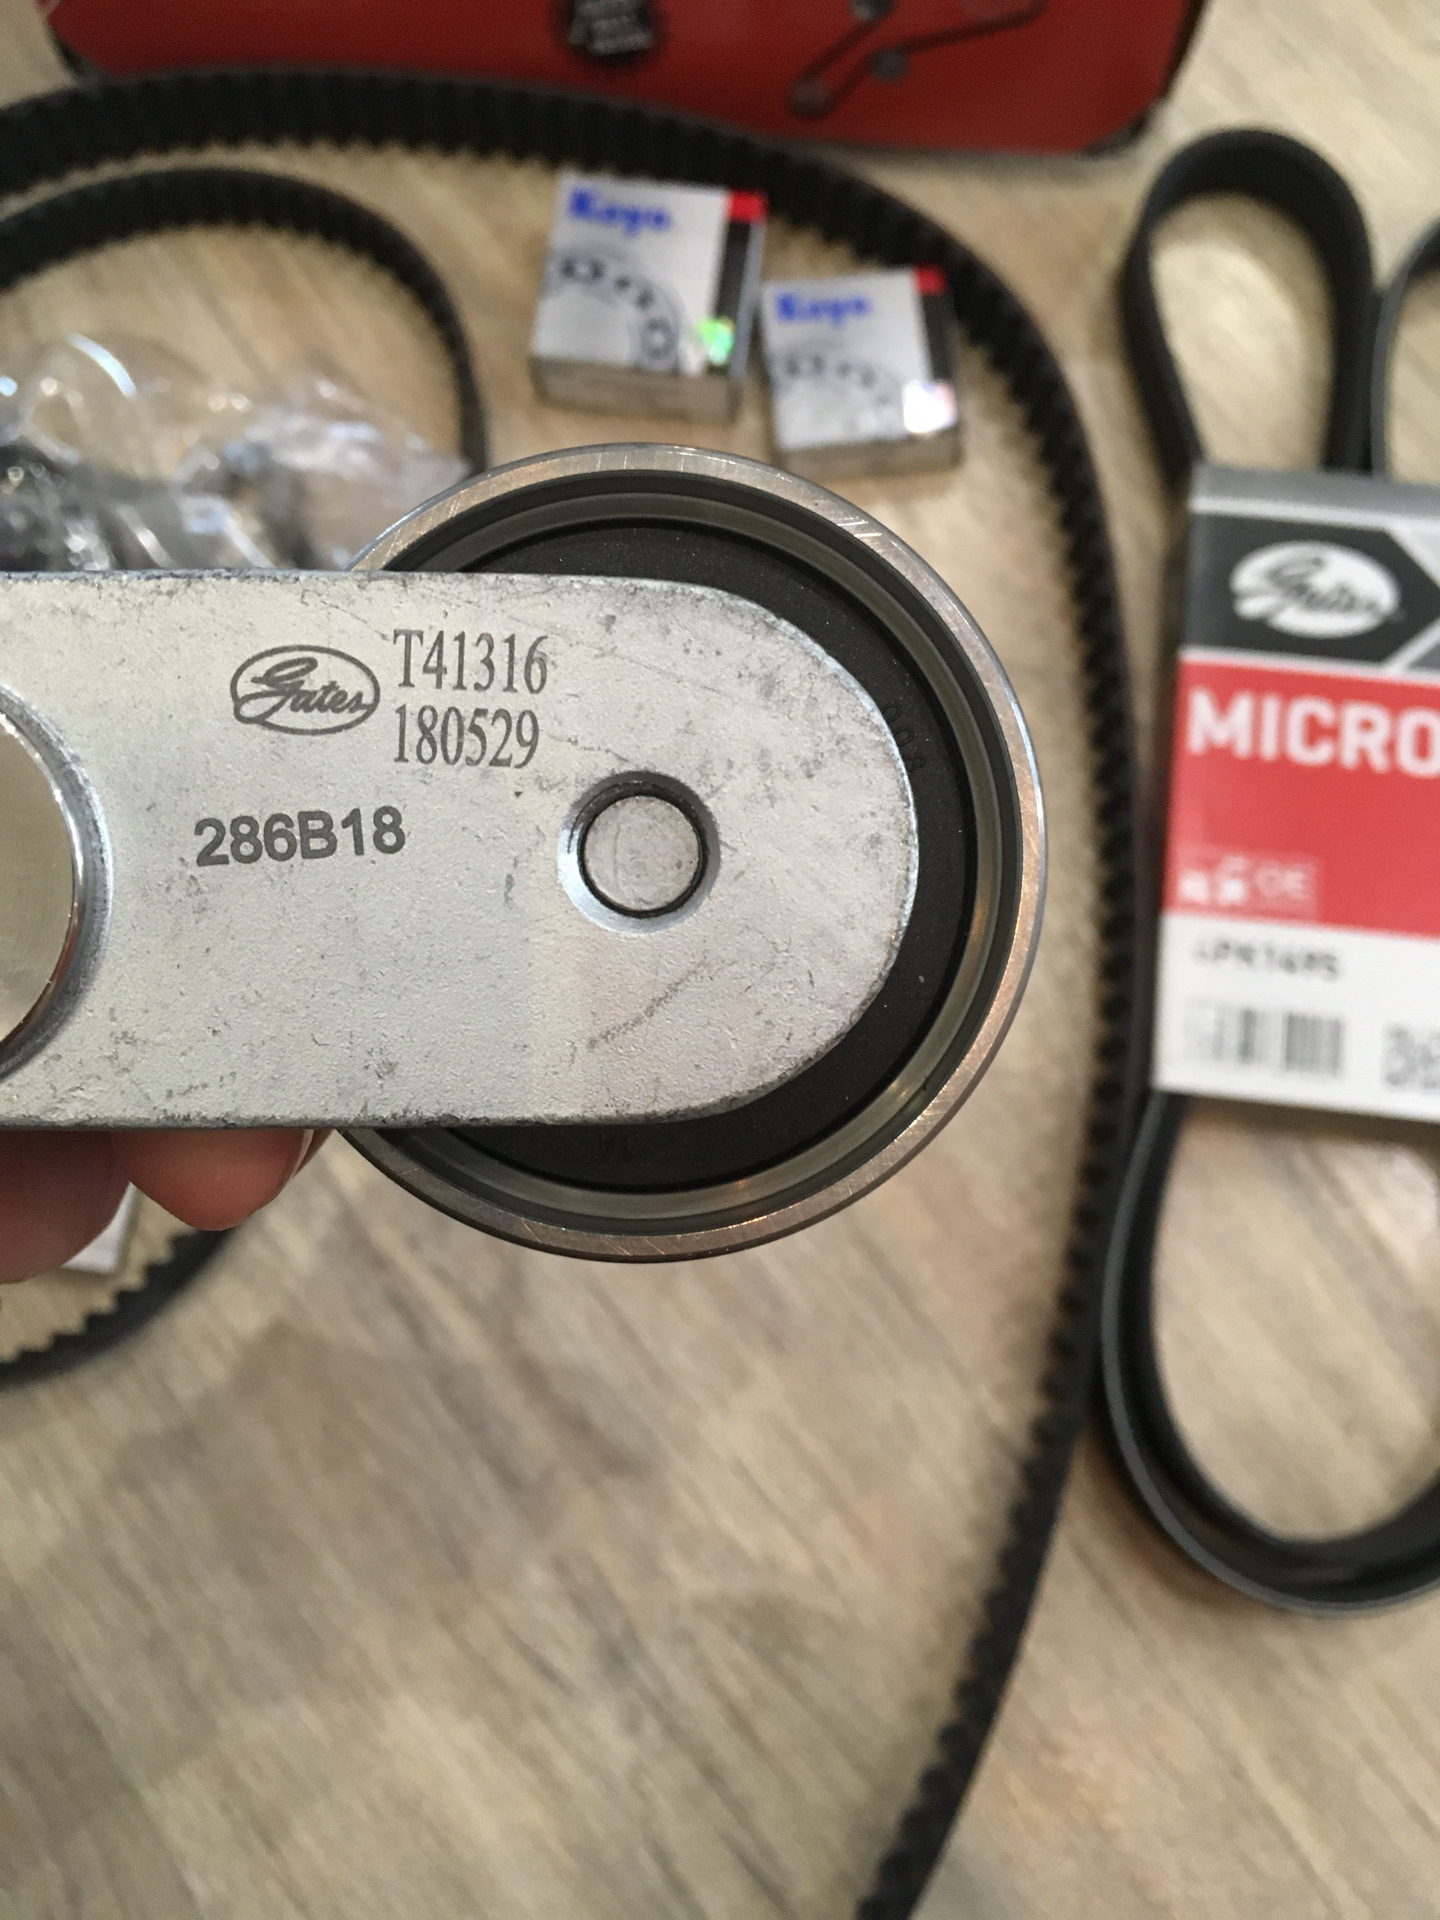 Koyo
Koyo
Gates
T41316
180529
286B18
Gates
MICRO
OE